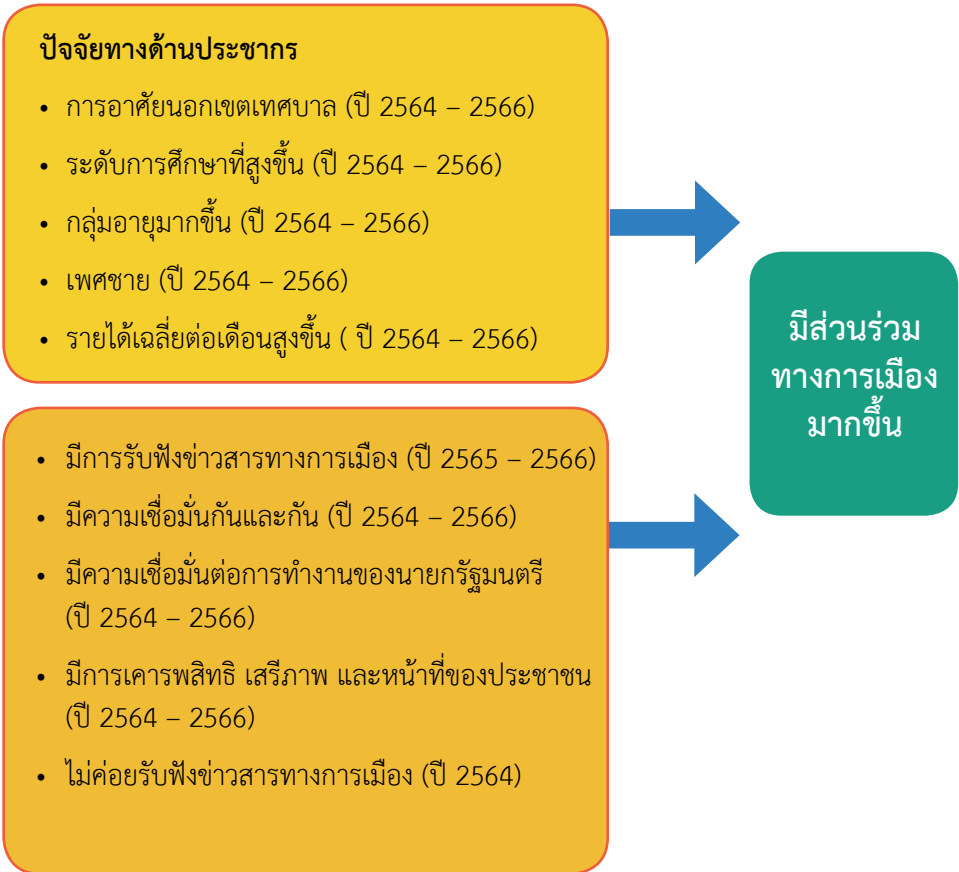 ปัจจัยทางด้านประชากร
• การอาศัยนอกเขตเทศบาล (ปี 2564 – 2566)
• ระดับการศึกษาที่สูงขึ้น (ปี 2564 – 2566)
• กลุ่มอายุมากขึ้น (ปี 2564 – 2566)
• เพศชาย (ปี 2564 – 2566)
• รายได้เฉลี่ยต่อเดือนสูงขึ้น ( ปี 2564 – 2566)
• มีการรับฟังข่าวสารทางการเมือง (ปี 2565 – 2566)
• มีความเชื่อมั่นกันและกัน (ปี 2564 – 2566)
• มีความเชื่อมั่นต่อการทำงานของนายกรัฐมนตรี
(ปี 2564 – 2566)
• มีการเคารพสิทธิ เสรีภาพ และหน้าที่ของประชาชน
(ปี 2564 – 2566)
• ไม่ค่อยรับฟังข่าวสารทางการเมือง (ปี 2564)
มีส่วนร่วม
ทางการเมือง
มากขึ้น